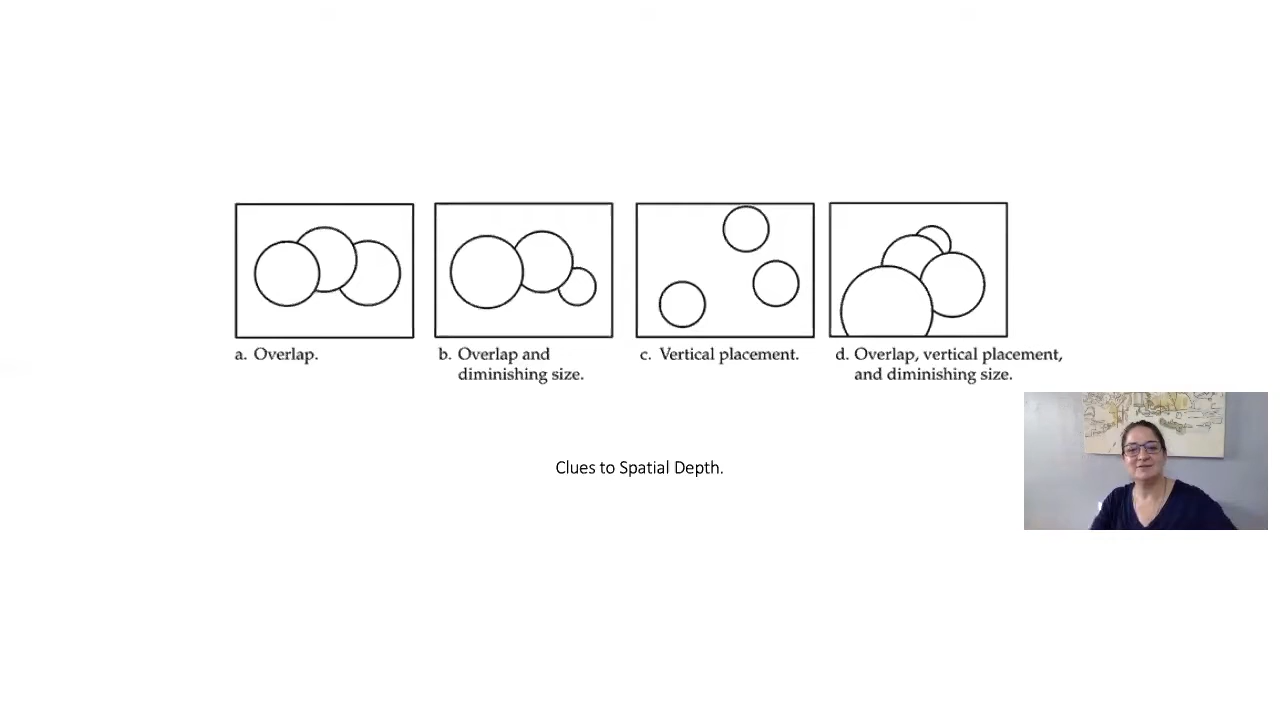 a. Overlap.
b. Overlap and
diminishing size.
c. Vertical placement.
d. Overlap, vertical placement,
and diminishing size.
Clues to Spatial Depth.